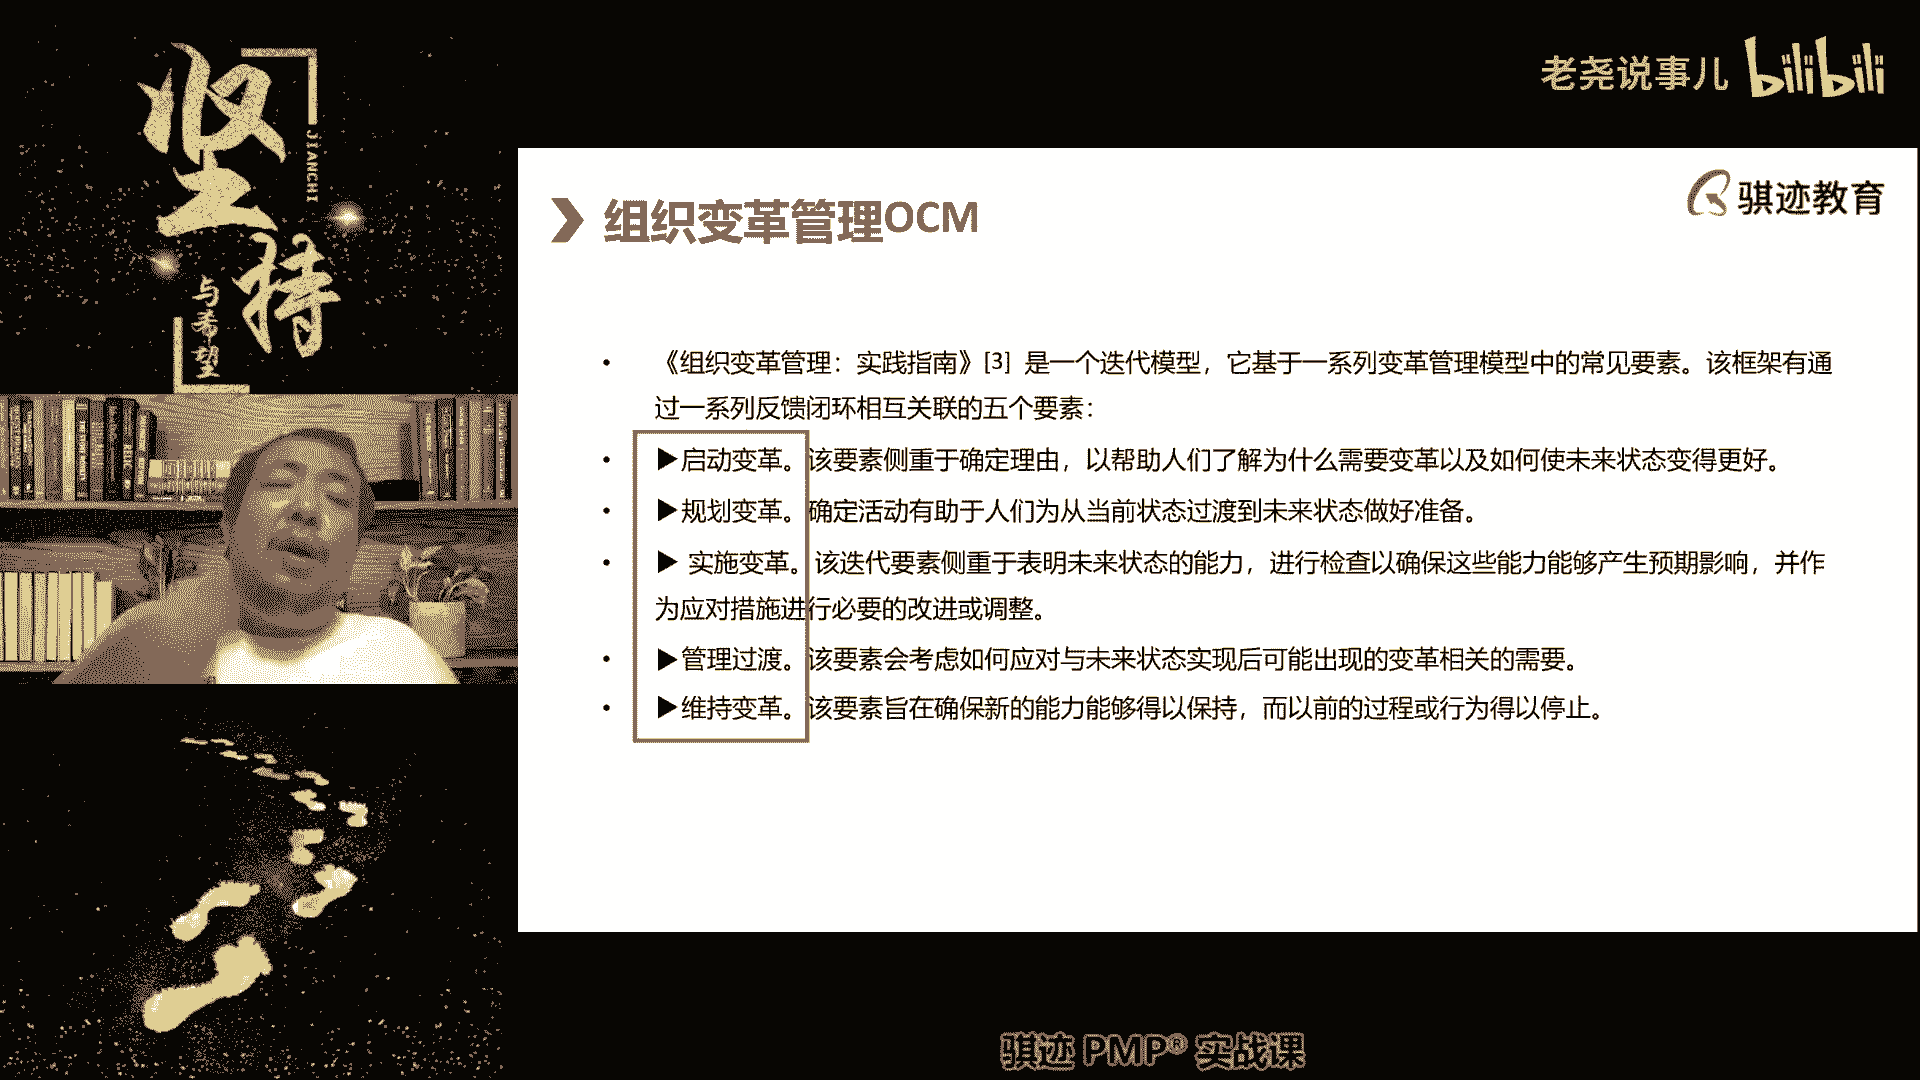 坚持
JIANCHI
与希望
老尧说事儿 bilibili
骐迹教育
组织变革管理OCM
• 《组织变革管理：实践指南》[3] 是一个迭代模型，它基于一系列变革管理模型中的常见要素。该框架有通
过一系列反馈闭环相互关联的五个要素：
• ▶启动变革。该要素侧重于确定理由，以帮助人们了解为什么需要变革以及如何使未来状态变得更好。
• ▶规划变革。确定活动有助于人们为从当前状态过渡到未来状态做好准备。
• ▶ 实施变革。该迭代要素侧重于表明未来状态的能力，进行检查以确保这些能力能够产生预期影响，并作
为应对措施进行必要的改进或调整。
• ▶管理过渡。该要素会考虑如何应对与未来状态实现后可能出现的变革相关的需要。
• ▶维持变革。该要素旨在确保新的能力能够得以保持，而以前的过程或行为得以停止。
骐迹 PMP® 实战课